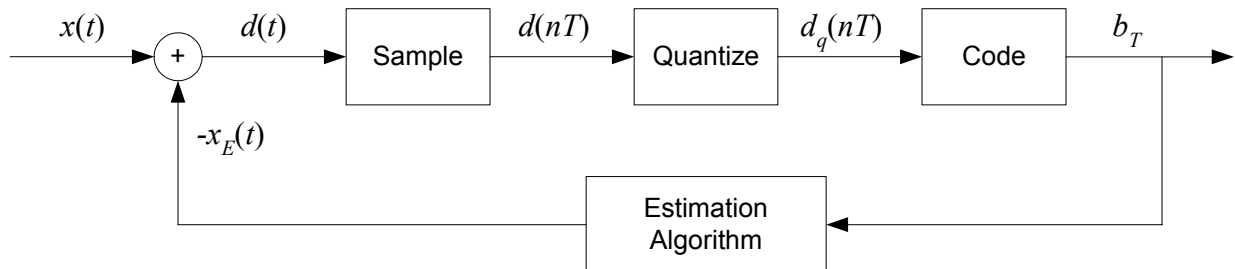 x(t)
+
d(t)
Sample
d(nT)
Quantize
d_q(nT)
Code
b_T
-x_E(t)
Estimation
Algorithm